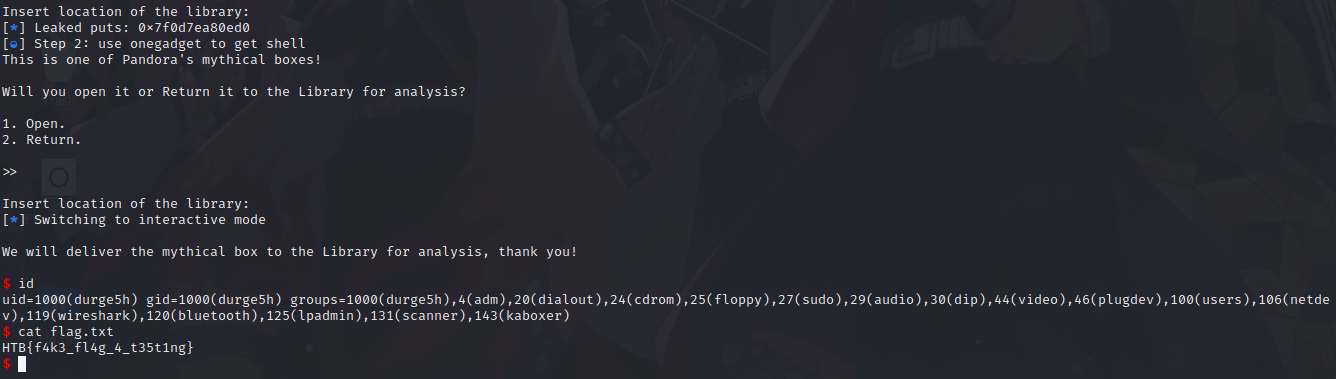 Insert location of the library:
[*] Leaked puts: 0×7f0d7ea80ed0
[◒] Step 2: use onegadget to get shell
This is one of Pandora's mythical boxes!
Will you open it or Return it to the Library for analysis?
1. Open.
2. Return.
>>
Insert location of the library:
[*] Switching to interactive mode
We will deliver the mythical box to the Library for analysis, thank you!
$ id
uid=1000(durge5h) gid=1000(durge5h) groups=1000(durge5h),4(adm),20(dialout),24(cdrom),25(floppy),27(sudo),29(audio),30(dip),44(video),46(plugdev),100(users),106(netde
v),119(wireshark),120(bluetooth),125(lpadmin),131(scanner),143(kaboxer)
$ cat flag.txt
HTB{f4k3_fl4g_4_t35t1ng}
$